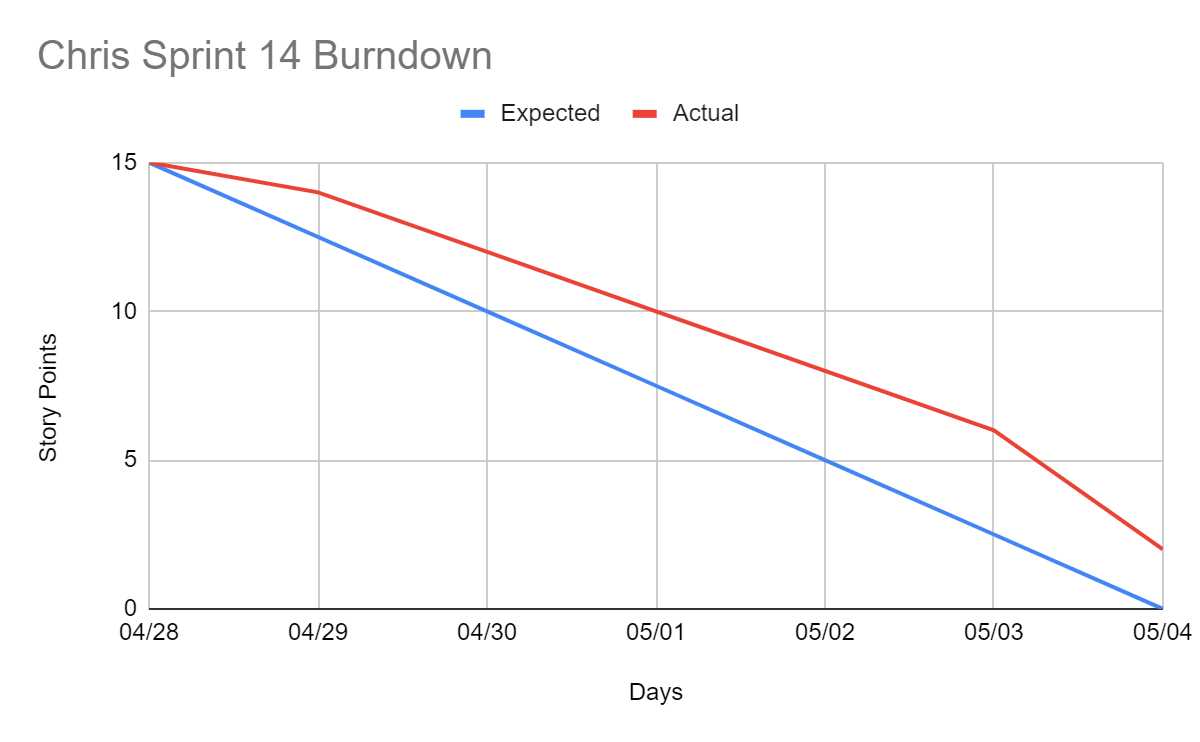 Chris Sprint 14 Burndown
Expected Actual
15
10
5
0
Story Points
04/28 04/29 04/30 05/01 05/02 05/03 05/04
Days